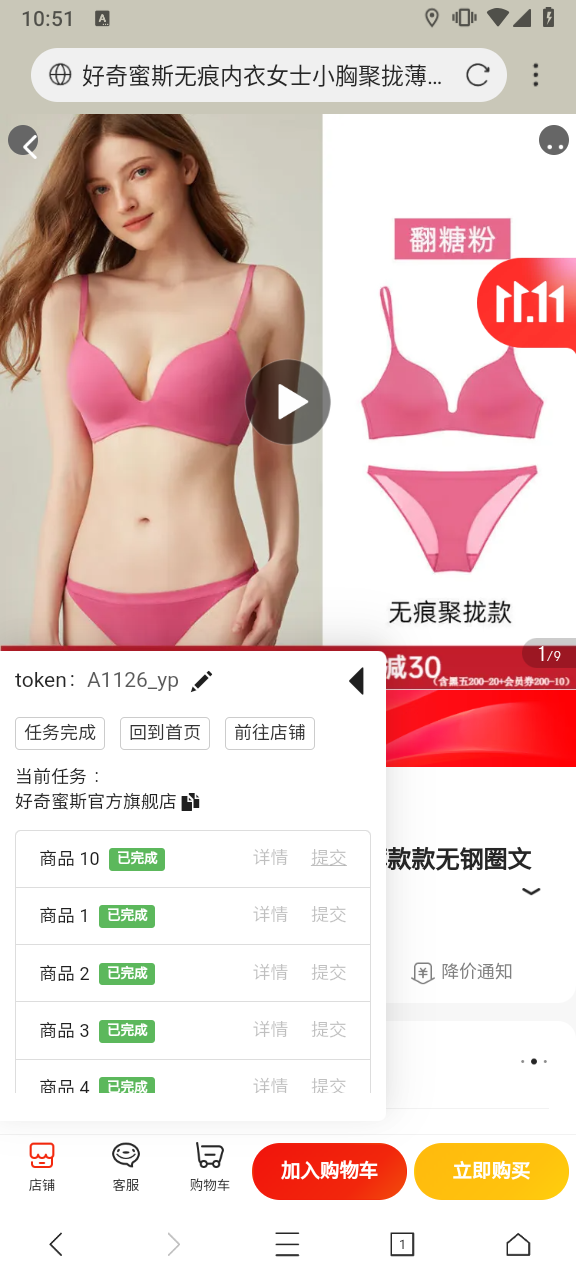 10:51
A
好奇蜜斯无痕内衣女士小胸聚拢薄...
翻糖粉
11.11
无痕聚拢款
1/9
减30
(含黑五200-20+会员券200-10)
token: A1126_yp
任务完成 回到首页 前往店铺
当前任务：
好奇蜜斯官方旗舰店
商品 10 已完成 详情 提交
款款无钢圈文
商品 1 已完成 详情 提交
商品 2 已完成 详情 提交
¥ 降价通知
商品 3 已完成 详情 提交
商品 4 已完成 详情 提交
店铺 客服 购物车 加入购物车 立即购买
1